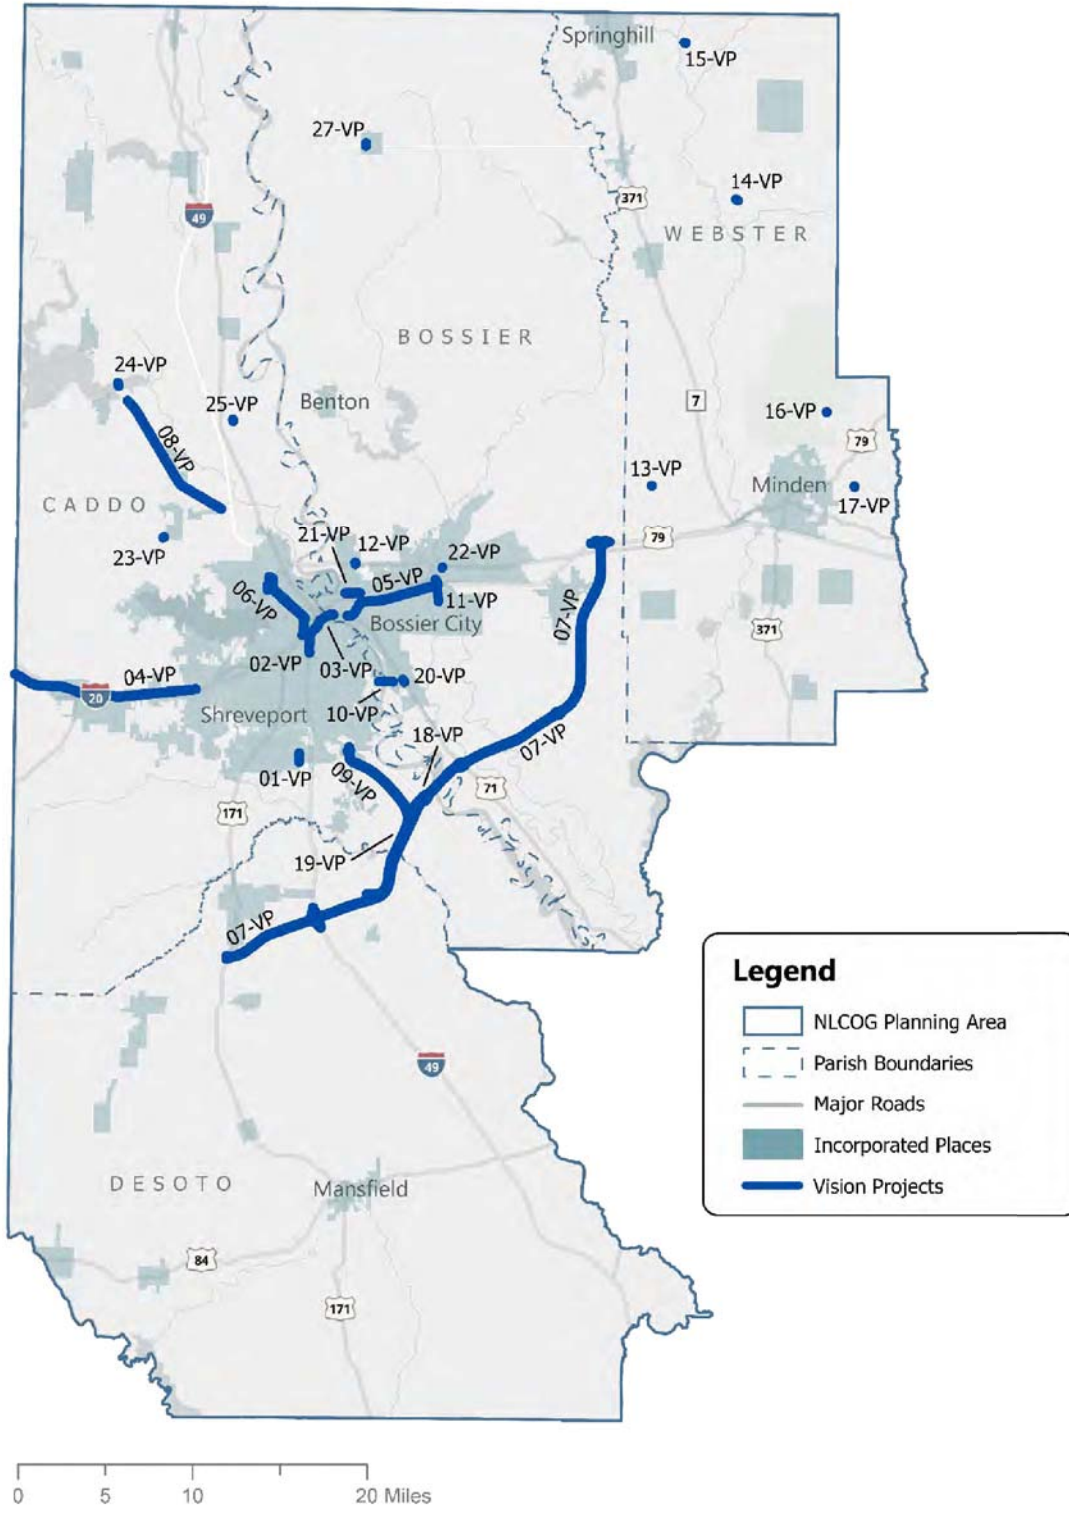 Springhill
15-VP
27-VP
14-VP
371
WEBSTER
49
BOSSIER
24-VP
25-VP
Benton
7
16-VP
79
08-VP
13-VP
Minden
17-VP
CADDO
21-VP
12-VP
22-VP
79
23-VP
05-VP
06-VP
11-VP
07-VP
Bossier City
371
02-VP
03-VP
20-VP
04-VP
20
Shreveport
10-VP
18-VP
07-VP
01-VP
09-VP
71
171
19-VP
07-VP
49
DESOTO
Mansfield
84
171
Legend
NLCOG Planning Area
Parish Boundaries
Major Roads
Incorporated Places
Vision Projects
0 5 10 20 Miles